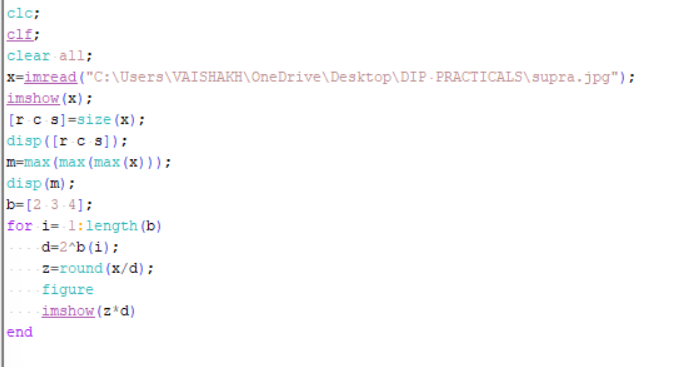 clc;
clf;
clear all;
x=imread("C:\Users\VAISHAKH\OneDrive\Desktop\DIP PRACTICALS\supra.jpg");
imshow(x);
[r c s]=size(x);
disp([r c s]);
m=max(max(max(x)));
disp(m);
b=[2 3 4];
for i= 1:length(b)
    d=2^b(i);
    z=round(x/d);
    figure
    imshow(z*d)
end